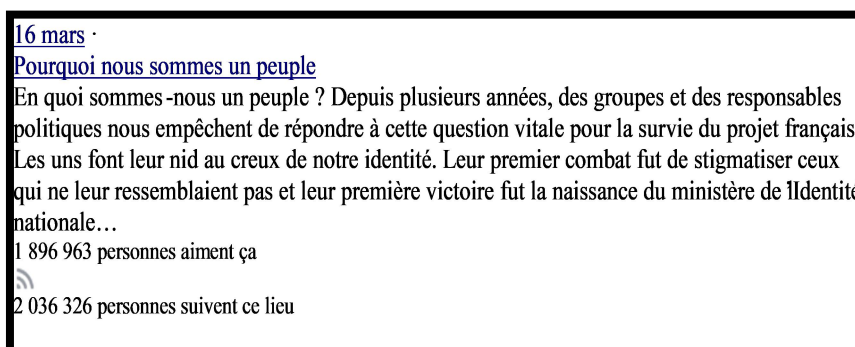 16 mars ·
Pourquoi nous sommes un peuple
En quoi sommes-nous un peuple ? Depuis plusieurs années, des groupes et des responsables
politiques nous empêchent de répondre à cette question vitale pour la survie du projet français
Les uns font leur nid au creux de notre identité. Leur premier combat fut de stigmatiser ceux
qui ne leur ressemblaient pas et leur première victoire fut la naissance du ministère de l'Identité
nationale…
1 896 963 personnes aiment ça
2 036 326 personnes suivent ce lieu